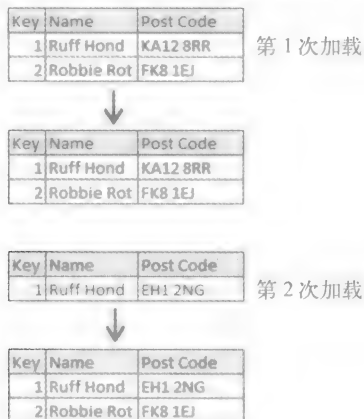 Key Name Post Code
1 Ruff Hond KA12 8RR
2 Robbie Rot FK8 1EJ
第1次加载
Key Name Post Code
1 Ruff Hond KA12 8RR
2 Robbie Rot FK8 1EJ
Key Name Post Code
1 Ruff Hond EH1 2NG
第2次加载
Key Name Post Code
1 Ruff Hond EH1 2NG
2 Robbie Rot FK8 1EJ